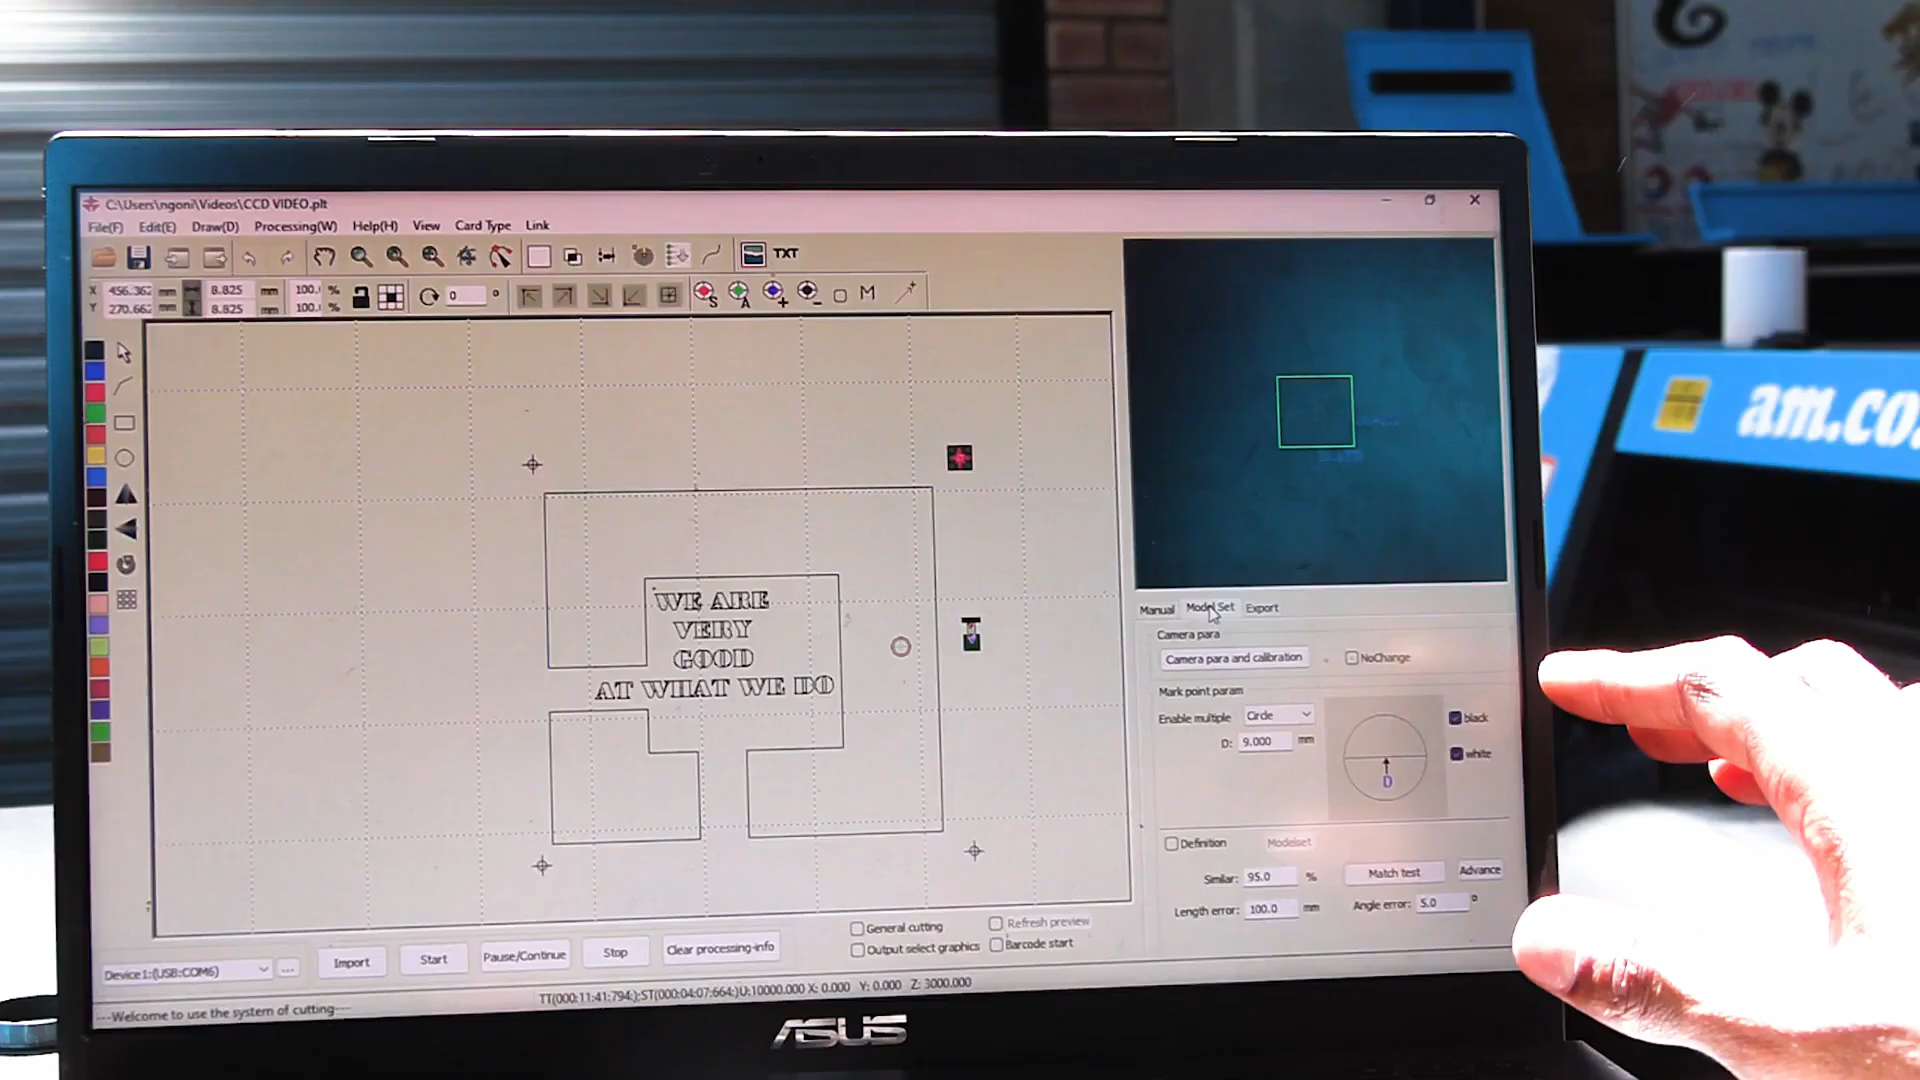 C:\Users\ngoni\Videos\CCD VIDEO.plt
File(F) Edit(E) Draw(D) Processing(W) Help(H) View Card Type Link
TXT
X 456.362 mm 8.825 mm 100. %
Y 270.662 mm 8.825 mm 100. %
0 °
S A + - M
am.co.
WE ARE
VERY
GOOD
AT WHAT WE DO
Manual Model Set Export
Camera para
Camera para and calibration NoChange
Mark point param
Enable multiple Circle
D: 9.000 mm
D
black
white
Definition Modelset
Similar: 95.0 % Match test Advance
Length error: 100.0 mm Angle error: 5.0 °
General cutting Refresh preview
Output select graphics Barcode start
Device1:(USB:COM6) ... Import Start Pause/Continue Stop Clear processing-info
TT(000:11:41:794;);ST(000:04:07:664;)U:10000.000 X: 0.000 Y: 0.000 Z: 3000.000
---Welcome to use the system of cutting---
ASUS